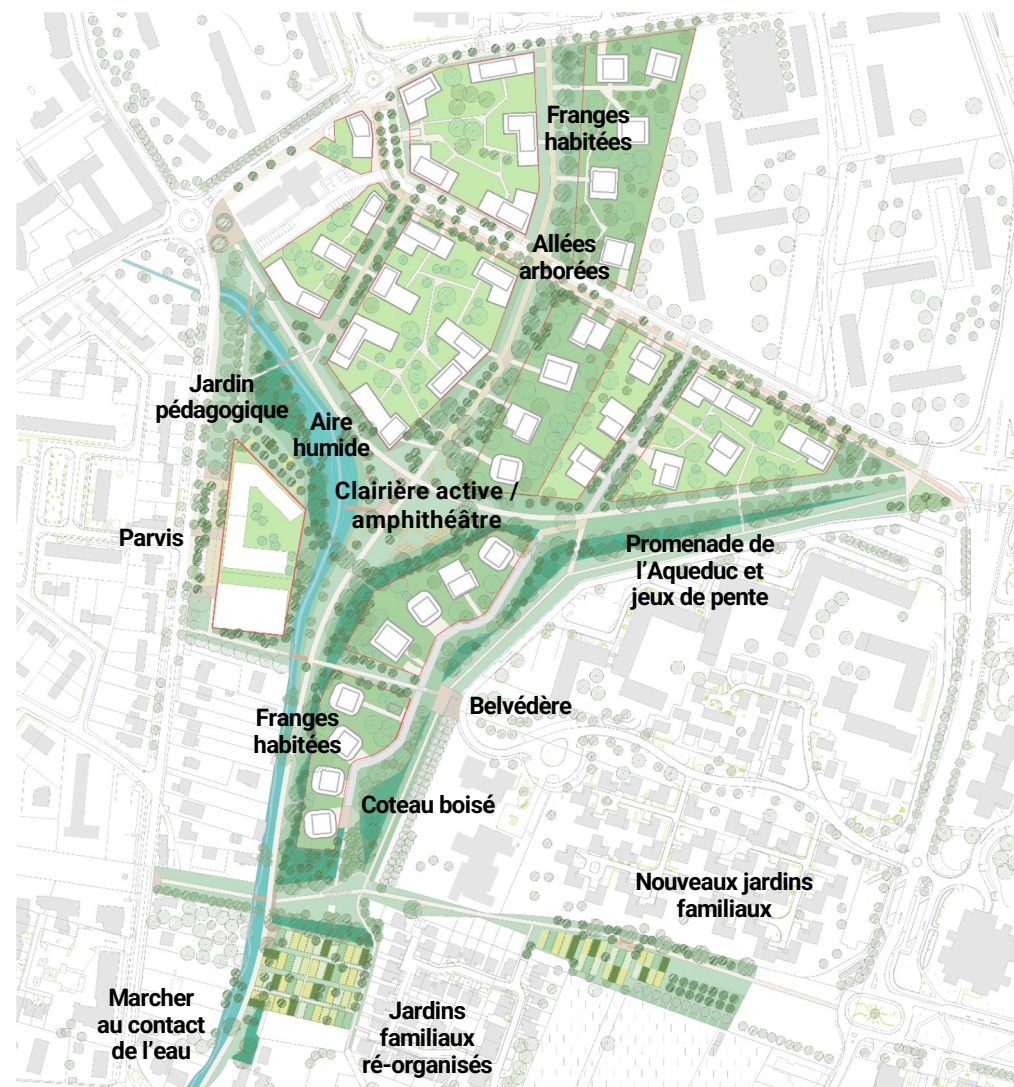 Franges
habitées
Allées
arborées
Jardin
pédagogique
Aire
humide
Clairière active /
amphithéâtre
Parvis
Promenade de
l’Aqueduc et
jeux de pente
Belvédère
Franges
habitées
Coteau boisé
Nouveaux jardins
familiaux
Marcher
au contact
de l’eau
Jardins
familiaux
ré-organisés